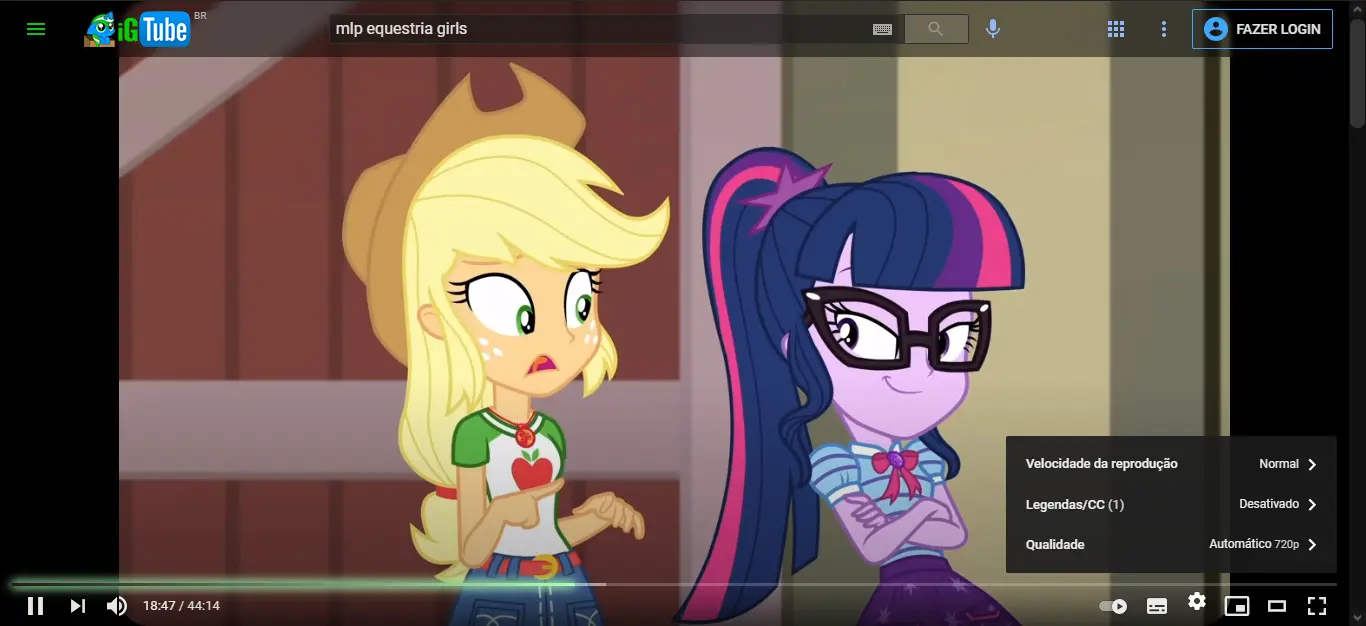 iGTube BR
mlp equestria girls
FAZER LOGIN
Velocidade da reprodução Normal
Legendas/CC (1) Desativado
Qualidade Automático 720p
18:47 / 44:14